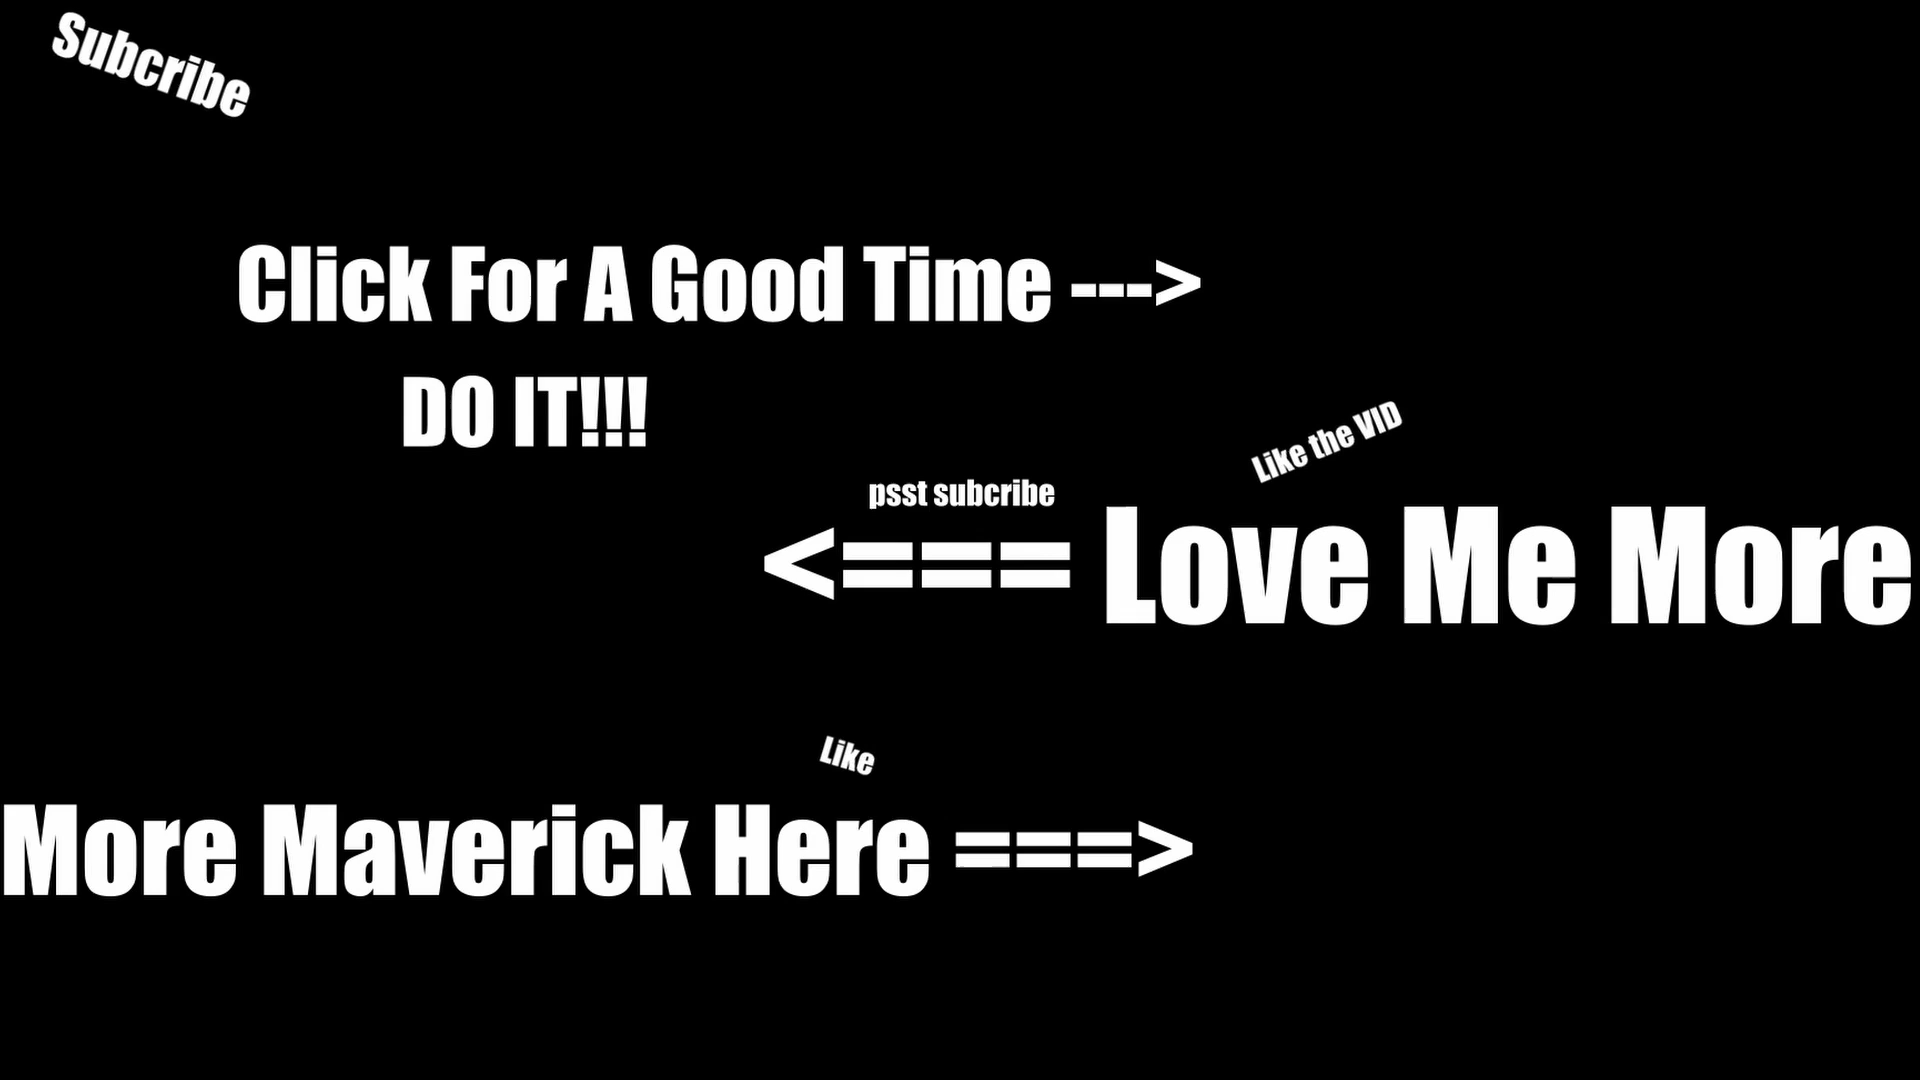 Subcribe
Click For A Good Time --->
DO IT!!!
Like the VID
psst subcribe
<=== Love Me More
Like
More Maverick Here ===>